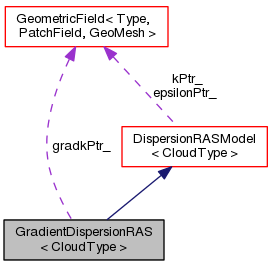 GeometricField< Type,
PatchField, GeoMesh >
kPtr_
epsilonPtr_
gradkPtr_
DispersionRASModel
< CloudType >
GradientDispersionRAS
< CloudType >